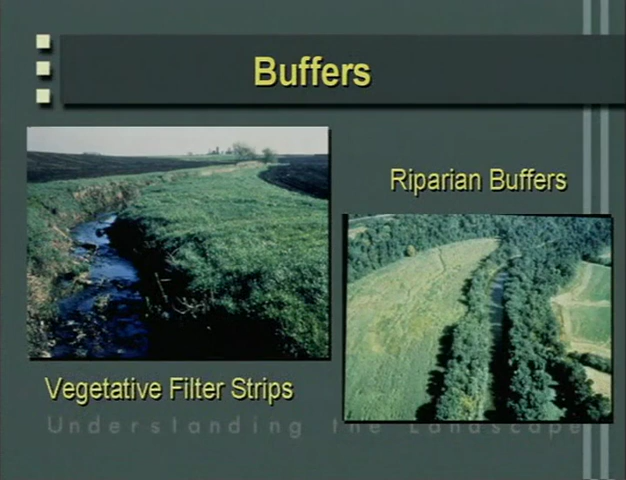 Buffers
Riparian Buffers
Vegetative Filter Strips
Understanding the Landscape